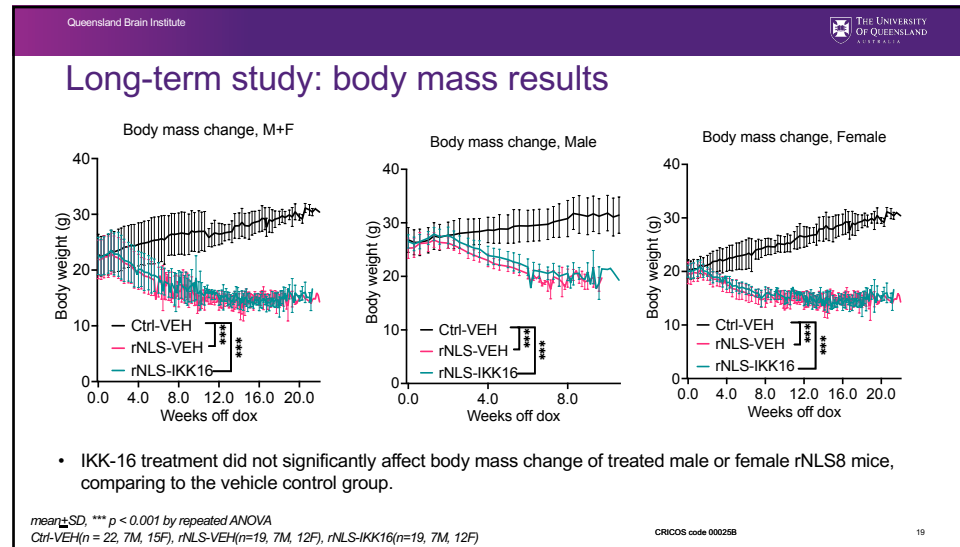 Queensland Brain Institute
THE UNIVERSITY
OF QUEENSLAND
AUSTRALIA
Long-term study: body mass results
Body mass change, M+F
Body weight (g)
40
30
20
10
0
0.0 4.0 8.0 12.0 16.0 20.0
Weeks off dox
Ctrl-VEH
rNLS-VEH
rNLS-IKK16
***
***
Body mass change, Male
Body weight (g)
40
30
20
10
0
0.0 4.0 8.0
Weeks off dox
Ctrl-VEH
rNLS-VEH
rNLS-IKK16
***
***
Body mass change, Female
Body weight (g)
40
30
20
10
0
0.0 4.0 8.0 12.0 16.0 20.0
Weeks off dox
Ctrl-VEH
rNLS-VEH
rNLS-IKK16
***
***
• IKK-16 treatment did not significantly affect body mass change of treated male or female rNLS8 mice,
comparing to the vehicle control group.
mean±SD, *** p < 0.001 by repeated ANOVA
Ctrl-VEH(n = 22, 7M, 15F), rNLS-VEH(n=19, 7M, 12F), rNLS-IKK16(n=19, 7M, 12F)
CRICOS code 00025B
19